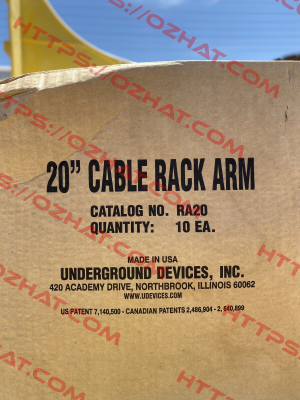 20” CABLE RACK ARM
CATALOG NO. RA20
QUANTITY: 10 EA.
MADE IN USA
UNDERGROUND DEVICES, INC.
420 ACADEMY DRIVE, NORTHBROOK, ILLINOIS 60062
WWW.UDEVICES.COM
US PATENT 7,140,500 - CANADIAN PATENTS 2,486,904 - 2,640,899
HTTPS://OZHAT.COM